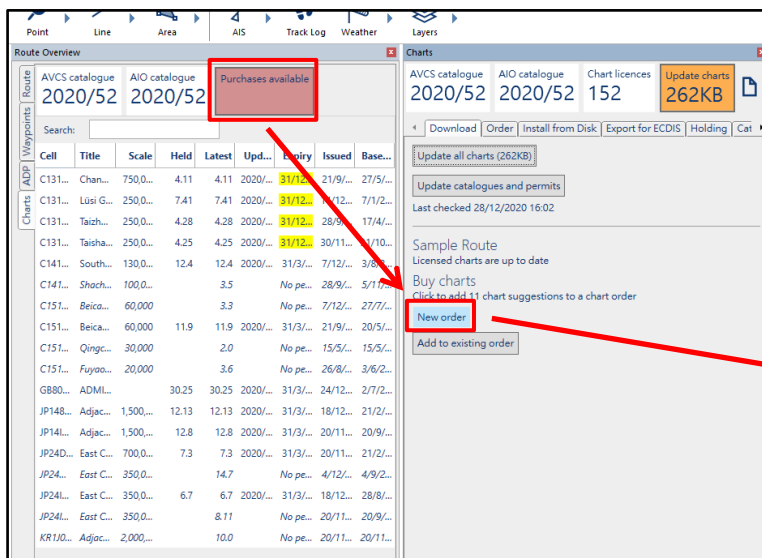 Point Line Area AIS Track Log Weather Layers
Route Overview
Charts
Route
Waypoints
ADP
Charts
AVCS catalogue
2020/52
AIO catalogue
2020/52
Purchases available
Search:
Cell Title Scale Held Latest Upd... Expiry Issued Base...
C131... Chan... 750,0... 4.11 4.11 2020/... 31/12... 21/9/... 27/5/...
C131... Lüsi G... 250,0... 7.41 7.41 2020/... 31/12... /12... 7/1/2...
C131... Taizh... 250,0... 4.28 4.28 2020/... 31/12... 28/9/... 17/4/...
C131... Taisha... 250,0... 4.25 4.25 2020/... 31/12... 30/11... /10...
C141... South... 130,0... 12.4 12.4 2020/... 31/3/... 7/12/... 3/8/...
C141... Shach... 100,0... 3.5 No pe... 28/9/... 5/11/...
C151... Beica... 60,000 3.3 No pe... 7/12/... 27/7/...
C151... Beica... 60,000 11.9 11.9 2020/... 31/3/... 21/9/... 20/5/...
C151... Qingc... 30,000 2.0 No pe... 15/5/... 15/5/...
C151... Fuyao... 20,000 3.6 No pe... 26/8/... 3/6/2...
GB80... ADMI... 30.25 30.25 2020/... 31/3/... 24/12... 2/7/2...
JP148... Adjac... 1,500,... 12.13 12.13 2020/... 31/3/... 18/12... 21/2/...
JP14I... Adjac... 1,500,... 12.8 12.8 2020/... 31/3/... 20/11... 20/9/...
JP24D... East C... 700,0... 7.3 7.3 2020/... 31/3/... 20/11... 21/2/...
JP24... East C... 350,0... 14.7 No pe... 4/12/... 4/9/2...
JP24I... East C... 350,0... 6.7 6.7 2020/... 31/3/... 18/12... 28/8/...
JP24I... East C... 350,0... 8.11 No pe... 20/11... 20/9/...
KR1J0... Adjac... 2,000,... 10.0 No pe... 20/11... 20/11...
AVCS catalogue
2020/52
AIO catalogue
2020/52
Chart licences
152
Update charts
262KB
Download Order Install from Disk Export for ECDIS Holding Cat
Update all charts (262KB)
Update catalogues and permits
Last checked 28/12/2020 16:02
Sample Route
Licensed charts are up to date
Buy charts
Click to add 11 chart suggestions to a chart order
New order
Add to existing order